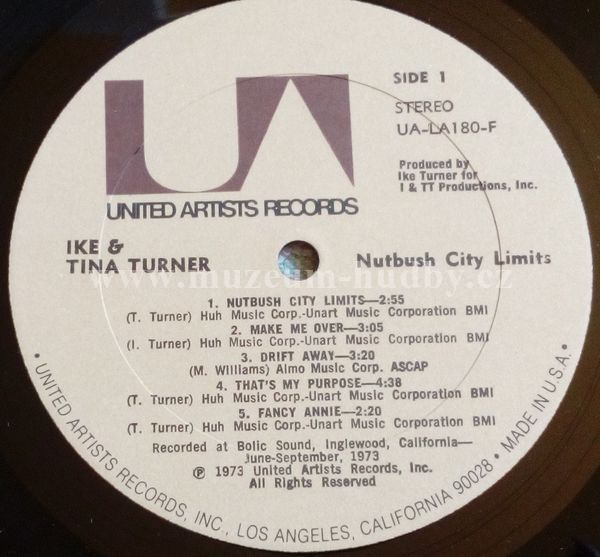 UA
UNITED ARTISTS RECORDS
SIDE 1
STEREO
UA-LA180-F
Produced by
Ike Turner for
I & TT Productions, Inc.
IKE &
TINA TURNER
Nutbush City Limits
www.muzeum-hudby.cz
1. NUTBUSH CITY LIMITS—2:55
(T. Turner) Huh Music Corp.-Unart Music Corporation BMI
2. MAKE ME OVER—3:05
(I. Turner) Huh Music Corp.-Unart Music Corporation BMI
3. DRIFT AWAY—3:20
(M. Williams) Almo Music Corp. ASCAP
4. THAT'S MY PURPOSE—4:38
(T. Turner) Huh Music Corp.-Unart Music Corporation BMI
5. FANCY ANNIE—2:20
(T. Turner) Huh Music Corp.-Unart Music Corporation BMI
Recorded at Bolic Sound, Inglewood, California—
June-September, 1973
℗ 1973 United Artists Records, Inc.
All Rights Reserved
• UNITED ARTISTS RECORDS, INC., LOS ANGELES, CALIFORNIA 90028 • MADE IN U.S.A. •